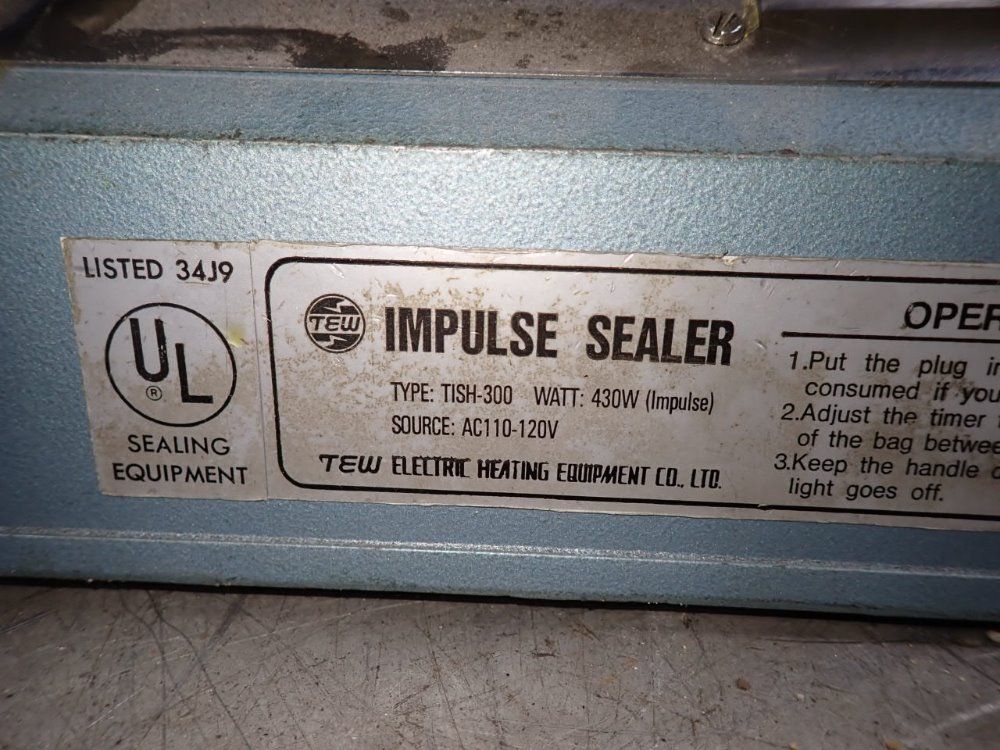 LISTED 34J9
UL
®
SEALING
EQUIPMENT
TEW
IMPULSE SEALER
TYPE: TISH-300 WATT: 430W (Impulse)
SOURCE: AC110-120V
TEW ELECTRIC HEATING EQUIPMENT CO., LTD.
OPER
1.Put the plug in
consumed if you
2.Adjust the timer
of the bag betwee
3.Keep the handle
light goes off.